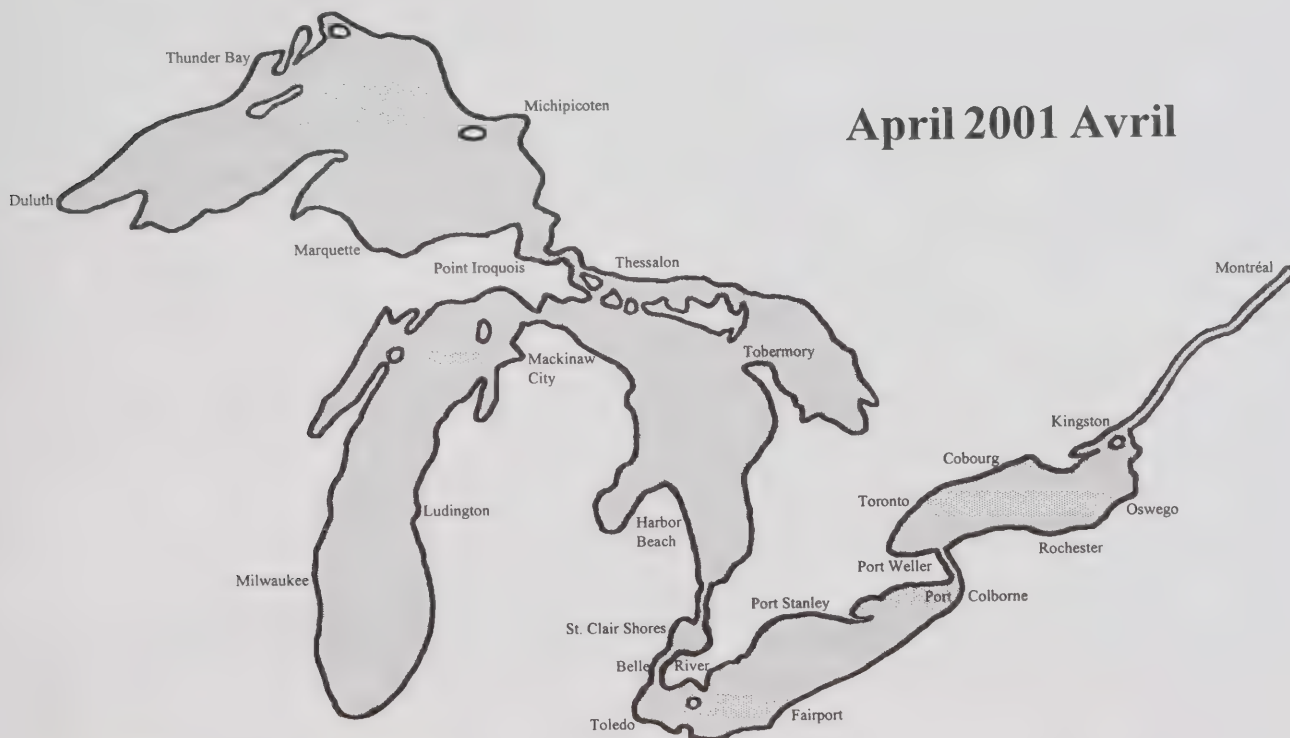 Thunder Bay
Michipicoten
April 2001 Avril
Duluth
Marquette
Point Iroquois
Thessalon
Montréal
Mackinaw
City
Tobermory
Kingston
Cobourg
Toronto
Oswego
Ludington
Harbor
Beach
Rochester
Port Weller
Milwaukee
Port Colborne
Port Stanley
St. Clair Shores
Belle River
Toledo
Fairport